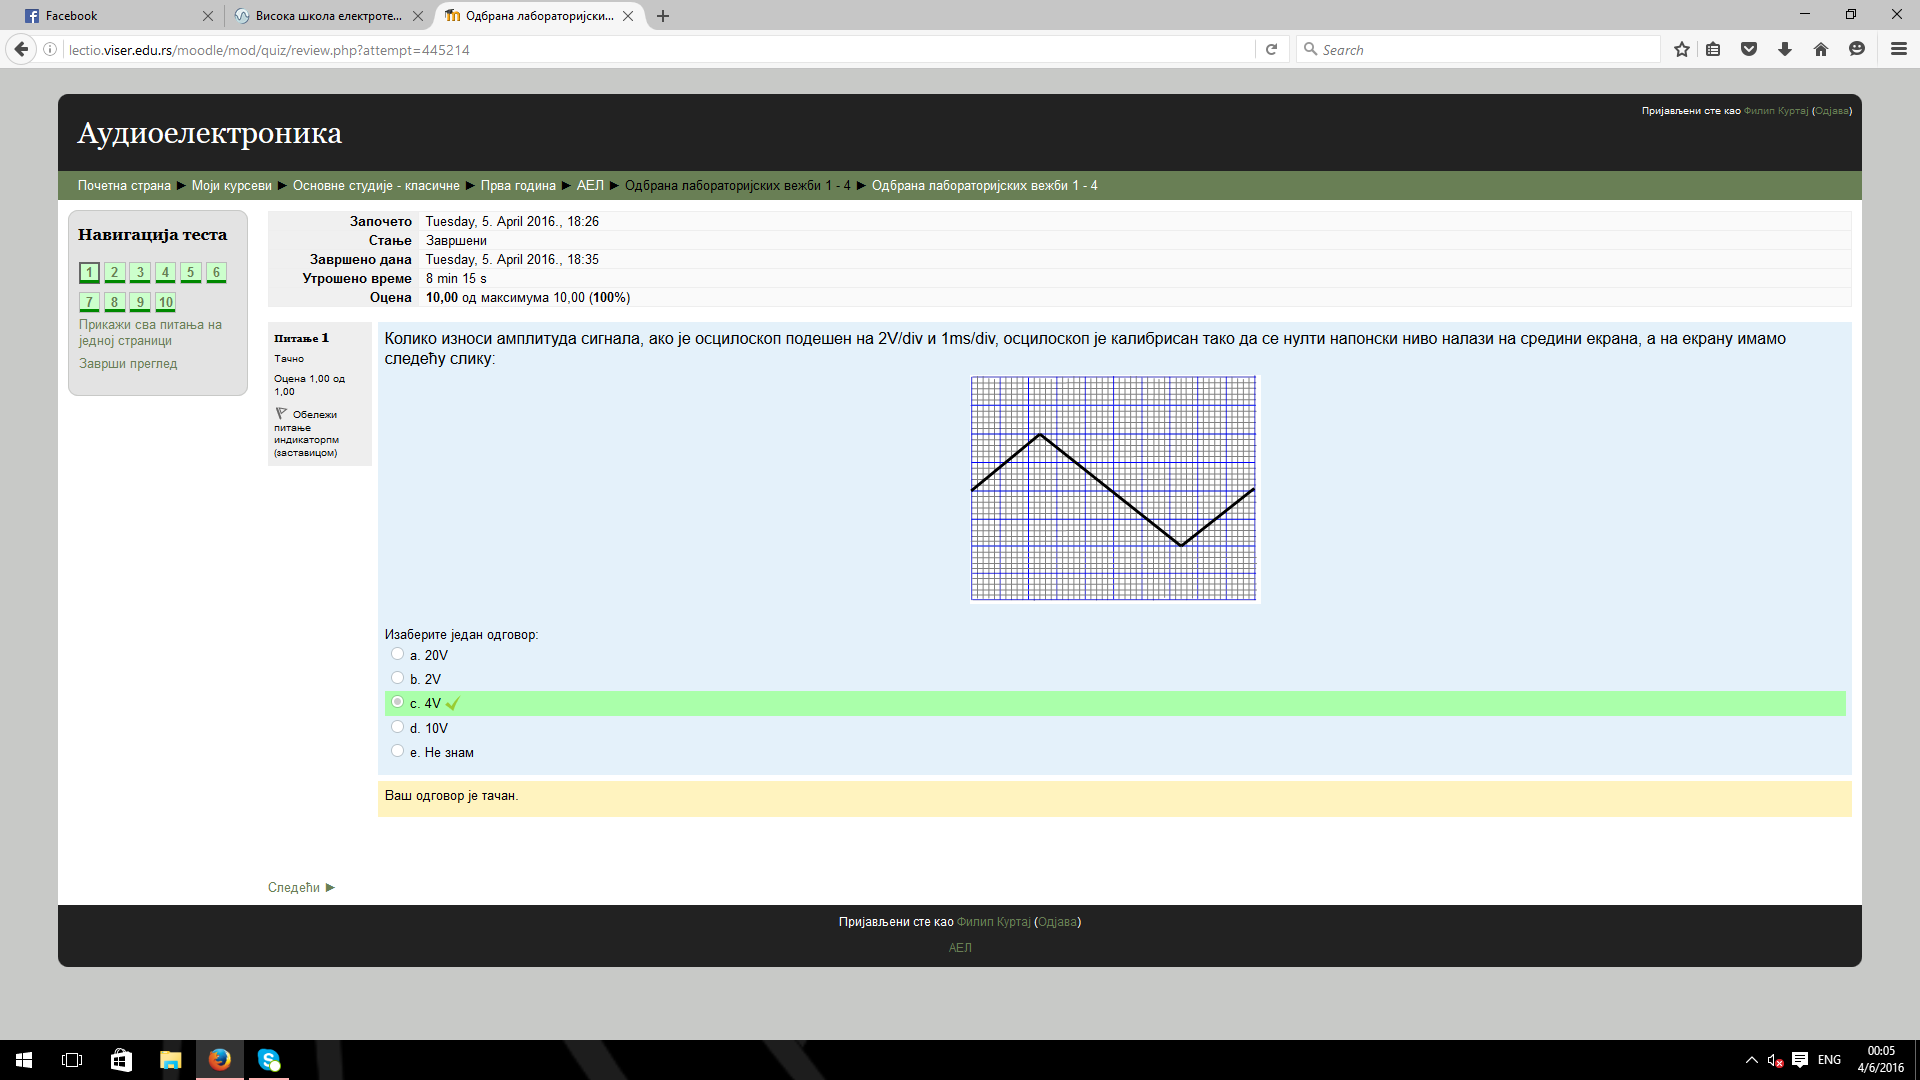 Facebook
Висока школа електроте...
Одбрана лабораторијски...
lectio.viser.edu.rs/moodle/mod/quiz/review.php?attempt=445214
Search
Пријављени сте као Филип Куртај (Одјава)
Аудиоелектроника
Почетна страна ► Моји курсеви ► Основне студије - класичне ► Прва година ► АЕЛ ► Одбрана лабораторијских вежби 1 - 4 ► Одбрана лабораторијских вежби 1 - 4
Навигација теста
1 2 3 4 5 6
7 8 9 10
Прикажи сва питања на
једној страници
Заврши преглед
Започето Tuesday, 5. April 2016., 18:26
Стање Завршени
Завршено дана Tuesday, 5. April 2016., 18:35
Утрошено време 8 min 15 s
Оцена 10,00 од максимума 10,00 (100%)
Питање 1
Тачно
Оцена 1,00 од
1,00
Обележи
питање
индикаторпм
(заставицом)
Колико износи амплитуда сигнала, ако је осцилоскоп подешен на 2V/div и 1ms/div, осцилоскоп је калибрисан тако да се нулти напонски ниво налази на средини екрана, а на екрану имамо
следећу слику:
Изаберите један одговор:
a. 20V
b. 2V
c. 4V
d. 10V
e. Не знам
Ваш одговор је тачан.
Следећи ►
Пријављени сте као Филип Куртај (Одјава)
АЕЛ
ENG
00:05
4/6/2016